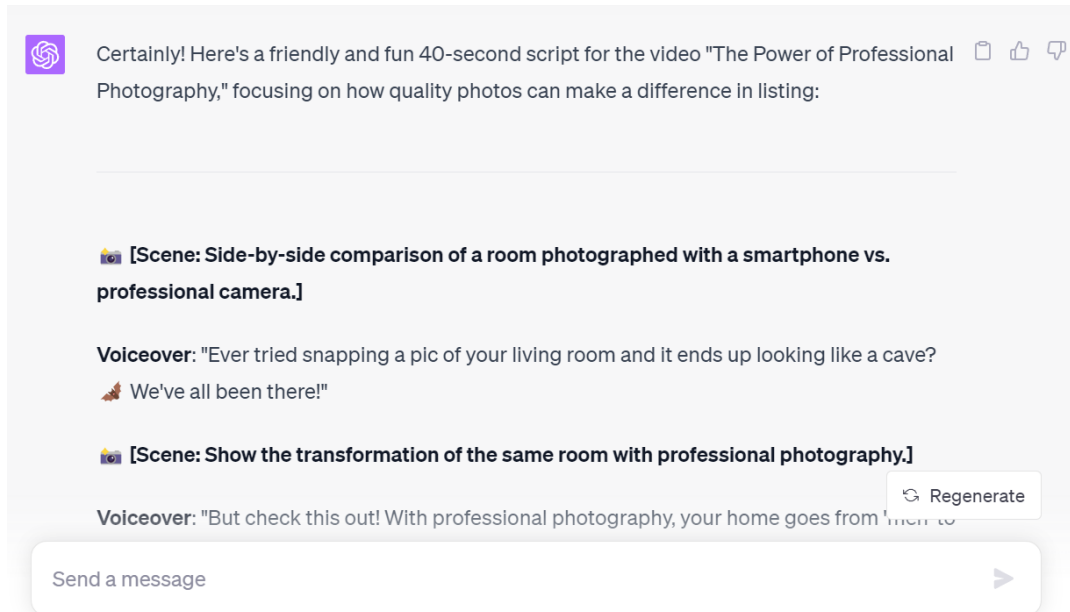 Certainly! Here's a friendly and fun 40-second script for the video "The Power of Professional
Photography," focusing on how quality photos can make a difference in listing:
📸 [Scene: Side-by-side comparison of a room photographed with a smartphone vs.
professional camera.]
Voiceover: "Ever tried snapping a pic of your living room and it ends up looking like a cave?
🦇 We've all been there!"
📸 [Scene: Show the transformation of the same room with professional photography.]
Regenerate
Voiceover: "But check this out! With professional photography, your home goes from to
Send a message